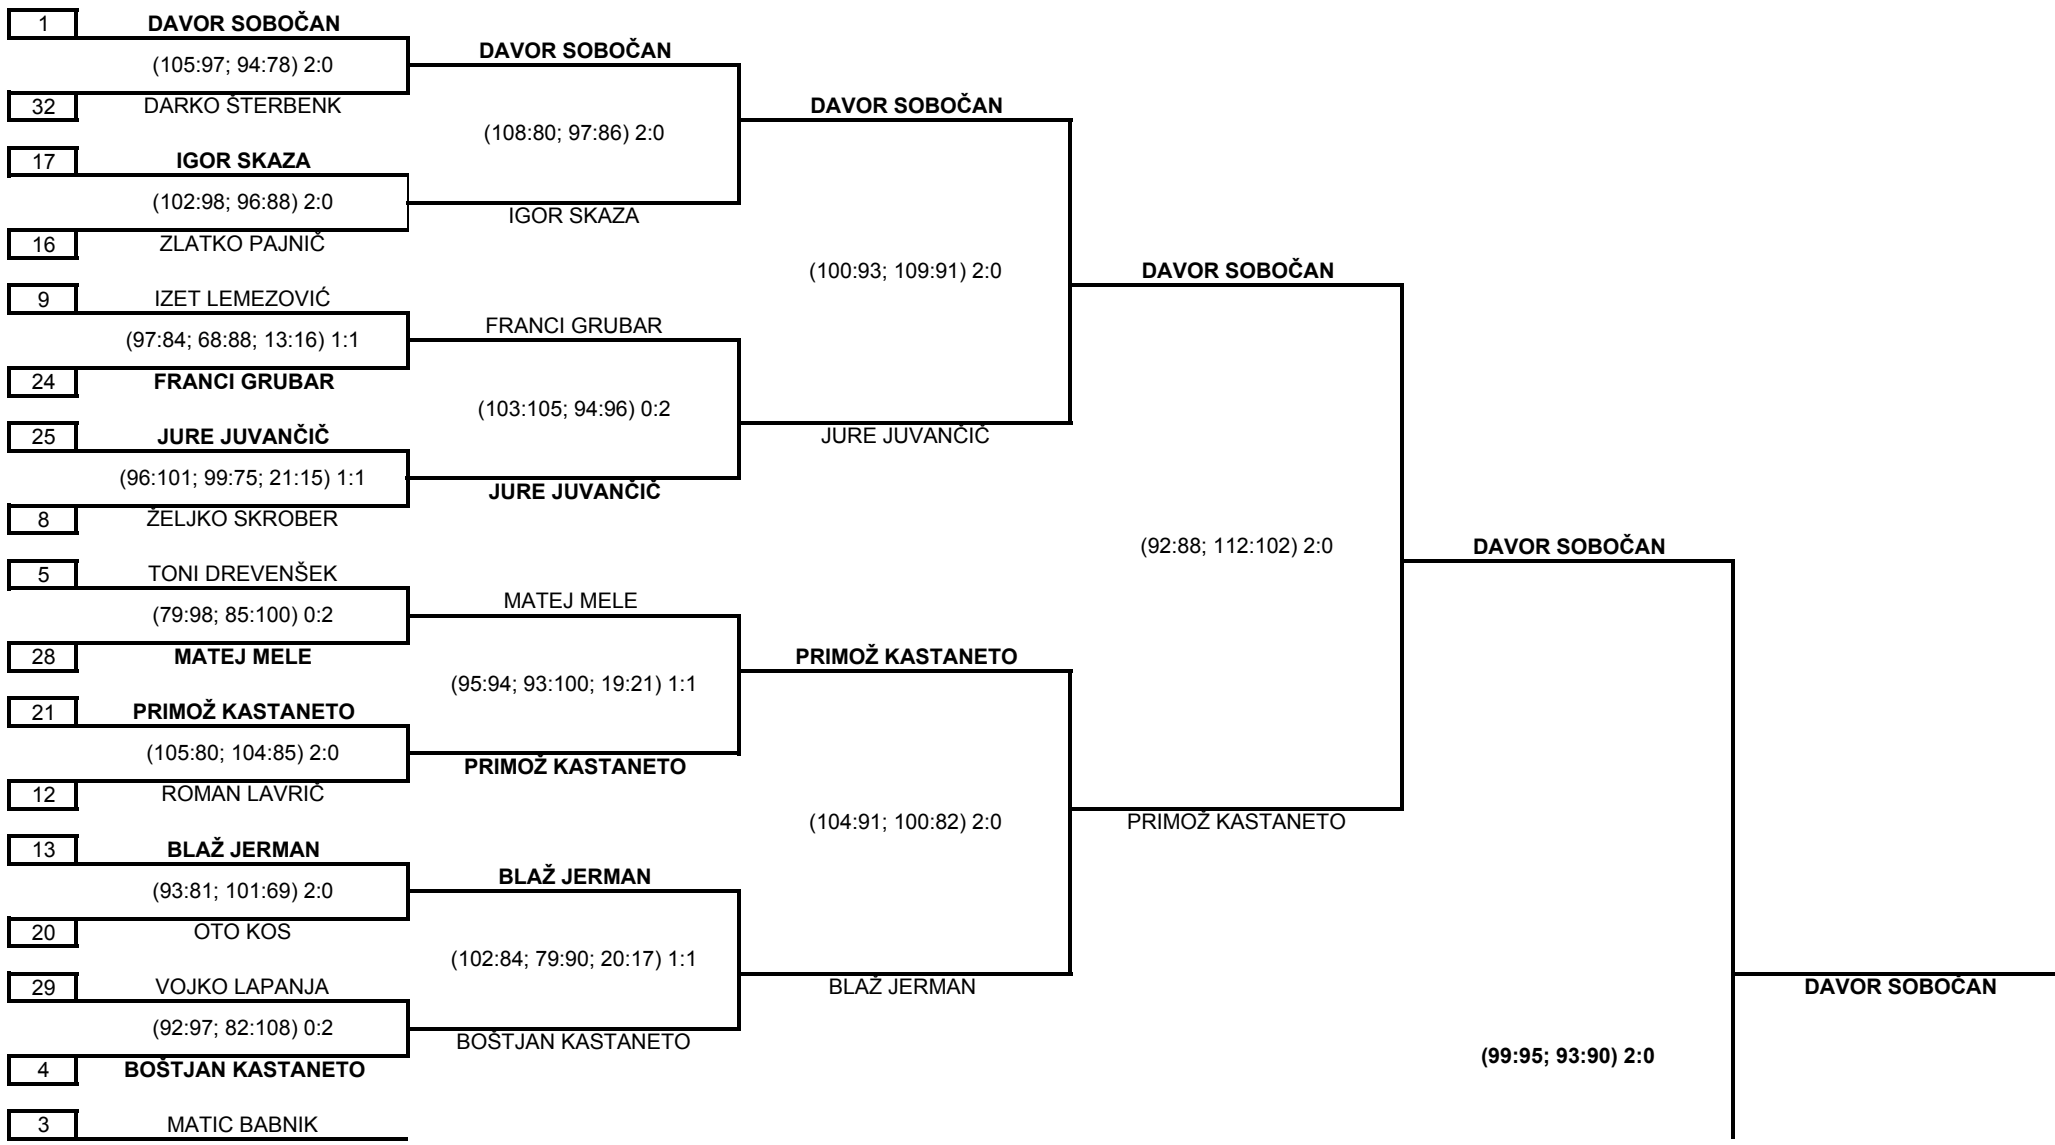 1 DAVOR SOBOČAN
DAVOR SOBOČAN
(105:97; 94:78) 2:0
32 DARKO ŠTERBENK
DAVOR SOBOČAN
(108:80; 97:86) 2:0
17 IGOR SKAZA
(102:98; 96:88) 2:0
IGOR SKAZA
16 ZLATKO PAJNIČ
(100:93; 109:91) 2:0
DAVOR SOBOČAN
9 IZET LEMEZOVIĆ
FRANCI GRUBAR
(97:84; 68:88; 13:16) 1:1
24 FRANCI GRUBAR
(103:105; 94:96) 0:2
25 JURE JUVANČIČ
JURE JUVANČIČ
(96:101; 99:75; 21:15) 1:1
JURE JUVANČIČ
8 ŽELJKO SKROBER
(92:88; 112:102) 2:0
DAVOR SOBOČAN
5 TONI DREVENŠEK
MATEJ MELE
(79:98; 85:100) 0:2
28 MATEJ MELE
PRIMOŽ KASTANETO
(95:94; 93:100; 19:21) 1:1
21 PRIMOŽ KASTANETO
(105:80; 104:85) 2:0
PRIMOŽ KASTANETO
12 ROMAN LAVRIČ
(104:91; 100:82) 2:0
PRIMOŽ KASTANETO
13 BLAŽ JERMAN
BLAŽ JERMAN
(93:81; 101:69) 2:0
20 OTO KOS
(102:84; 79:90; 20:17) 1:1
29 VOJKO LAPANJA
BLAŽ JERMAN
DAVOR SOBOČAN
(92:97; 82:108) 0:2
BOŠTJAN KASTANETO
(99:95; 93:90) 2:0
4 BOŠTJAN KASTANETO
3 MATIC BABNIK